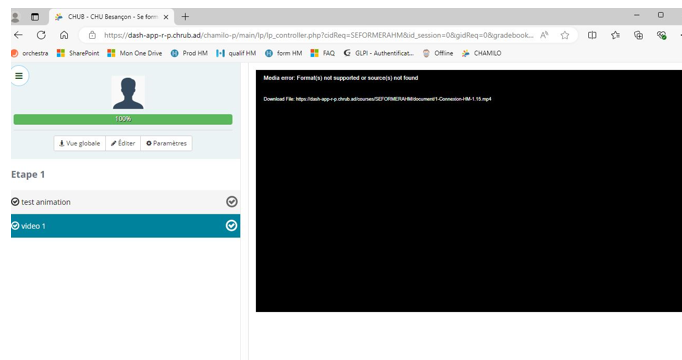 CHUB - CHU Besançon - Se form
https://dash-app-r-p.chrub.ad/chamilo-p/main/lp/lp_controller.php?cidReq=SEFORMERAHM&id_session=0&gidReq=0&gradebook...
orchestra SharePoint Mon One Drive Prod HM qualif HM form HM FAQ GLPI - Authentificat... Offline CHAMILO
Media error: Format(s) not supported or source(s) not found
Download File: https://dash-app-r-p.chrub.ad/courses/SEFORMERAHM/document/1-Connexion-HM-1.15.mp4
100%
Vue globale Éditer Paramètres
Etape 1
test animation
video 1